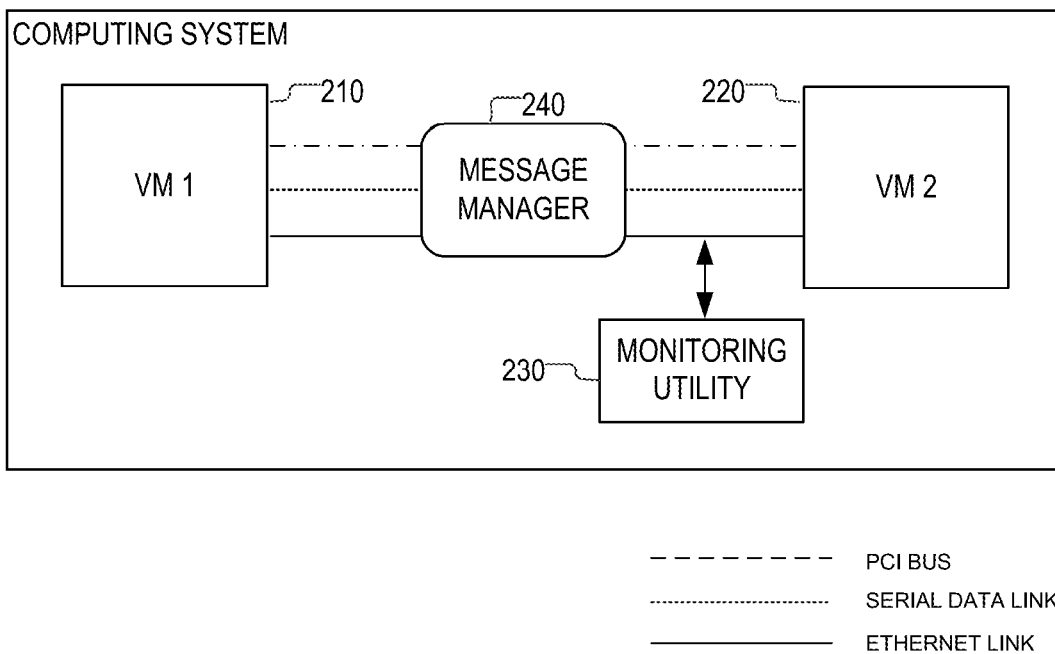 COMPUTING SYSTEM
210
240
220
VM 1
MESSAGE
MANAGER
VM 2
230
MONITORING
UTILITY
PCI BUS
SERIAL DATA LINK
ETHERNET LINK